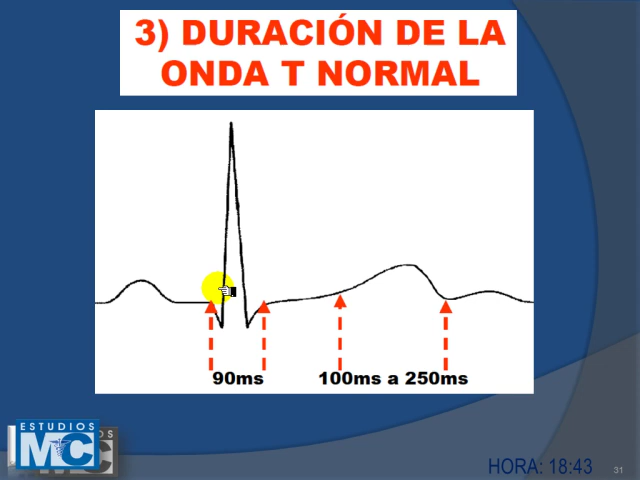 3) DURACIÓN DE LA
ONDA T NORMAL
90ms
100ms a 250ms
ESTUDIOS
MC
HORA: 18:43
31